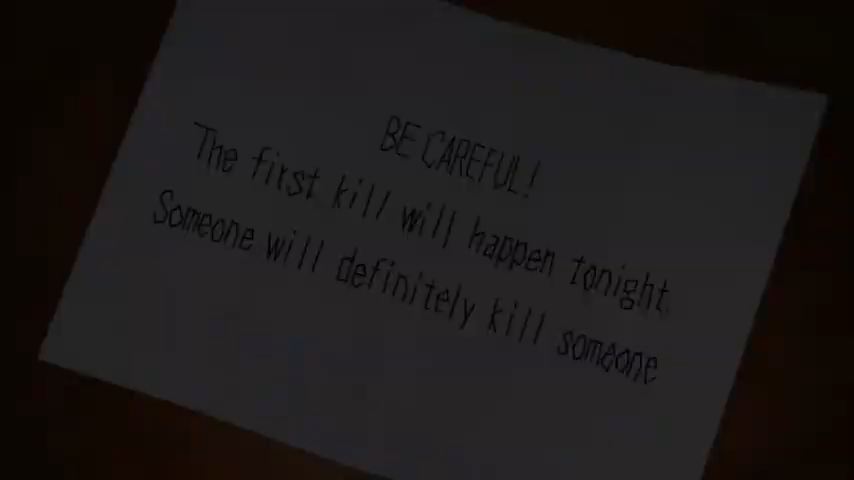 BE CAREFUL!
The first kill will happen tonight.
Someone will definitely kill someone